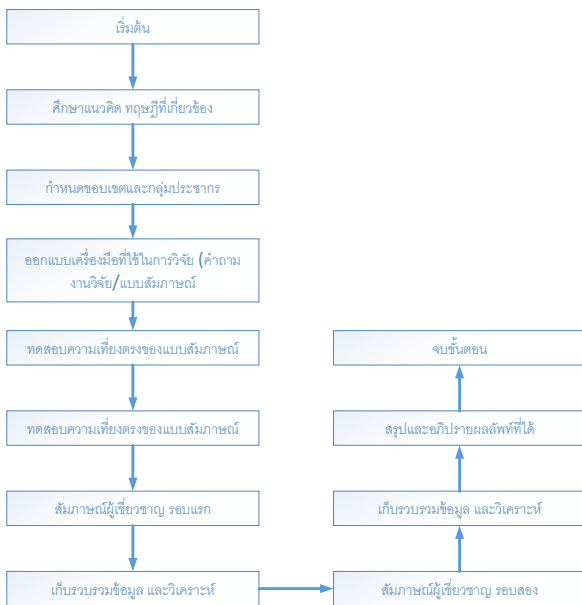 เริ่มต้น
ศึกษาแนวคิด ทฤษฎีที่เกี่ยวข้อง
กำหนดขอบเขตและกลุ่มประชากร
ออกแบบเครื่องมือที่ใช้ในการวิจัย (คำถาม
งานวิจัย/แบบสัมภาษณ์
ทดสอบความเที่ยงตรงของแบบสัมภาษณ์
ทดสอบความเที่ยงตรงของแบบสัมภาษณ์
สัมภาษณ์ผู้เชี่ยวชาญ รอบแรก
เก็บรวบรวมข้อมูล และวิเคราะห์
สัมภาษณ์ผู้เชี่ยวชาญ รอบสอง
เก็บรวบรวมข้อมูล และวิเคราะห์
สรุปและอภิปรายผลลัพท์ที่ได้
จบขั้นตอน